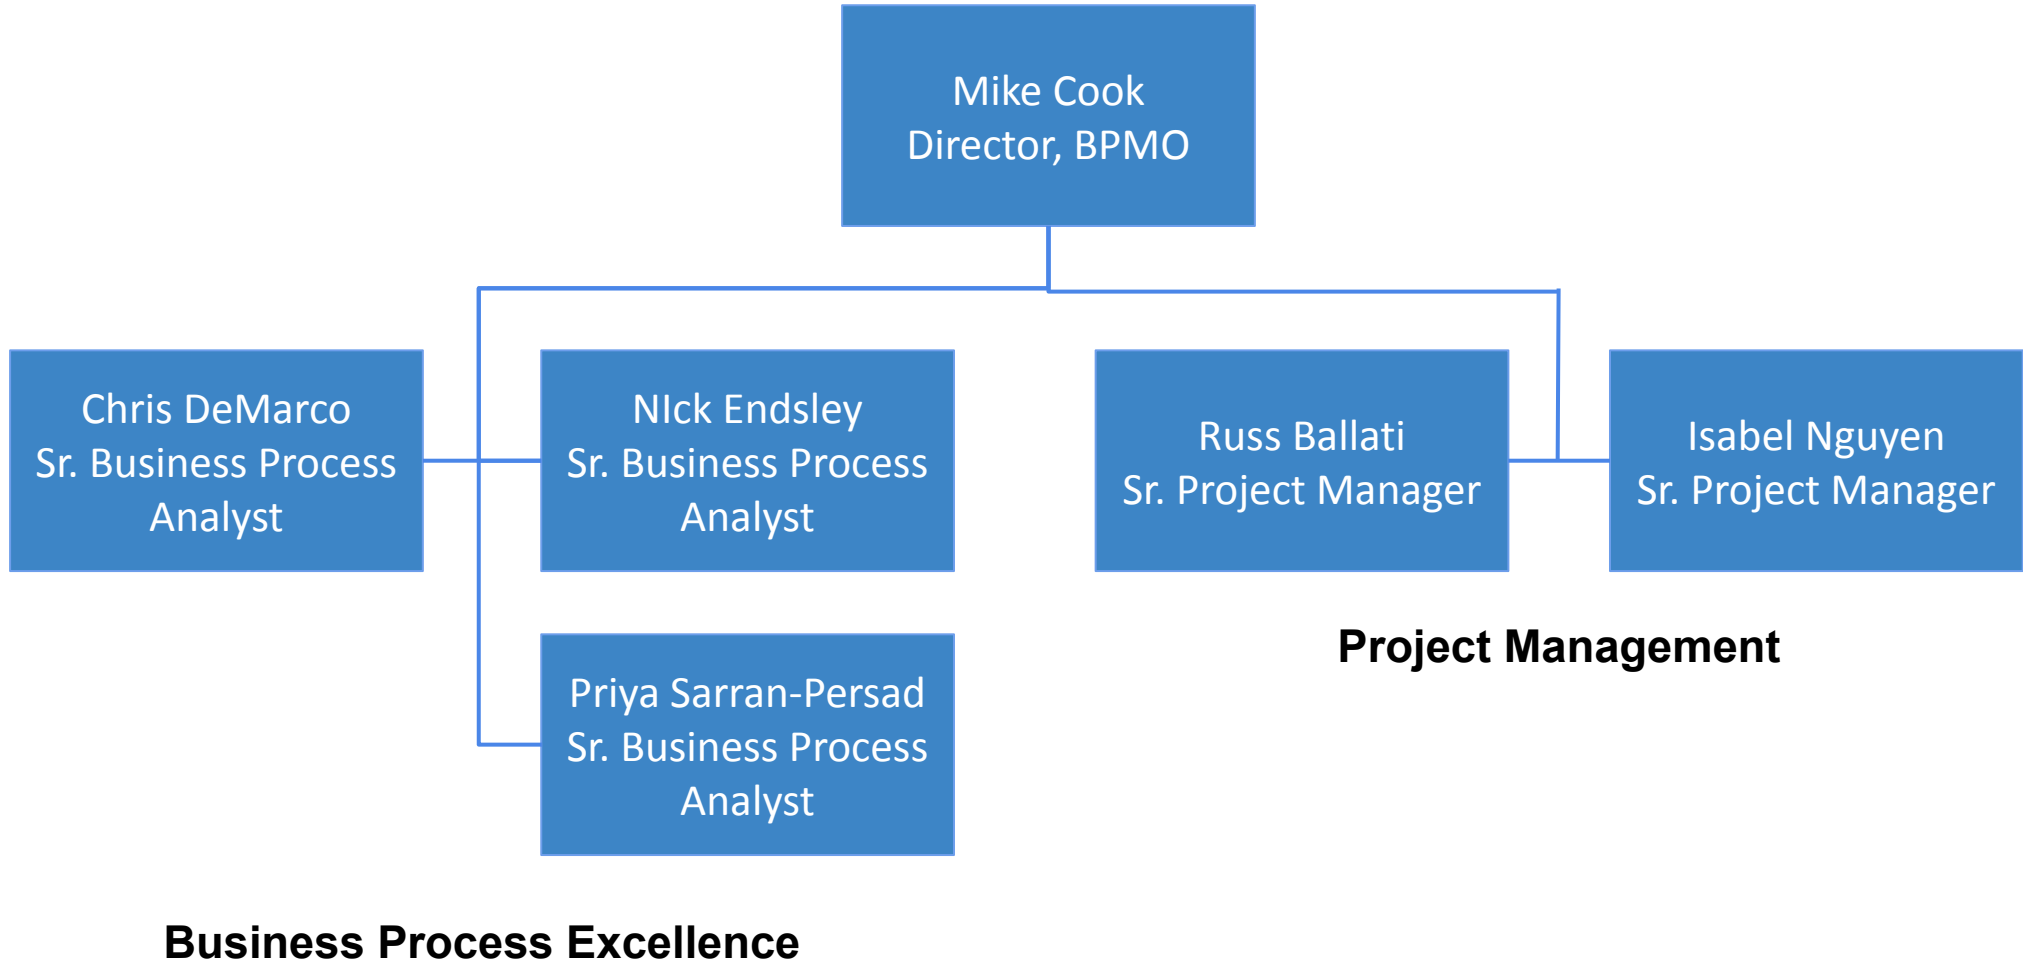 Mike Cook
Director, BPMO
Chris DeMarco
Sr. Business Process
Analyst
NIck Endsley
Sr. Business Process
Analyst
Russ Ballati
Sr. Project Manager
Isabel Nguyen
Sr. Project Manager
Project Management
Priya Sarran-Persad
Sr. Business Process
Analyst
Business Process Excellence